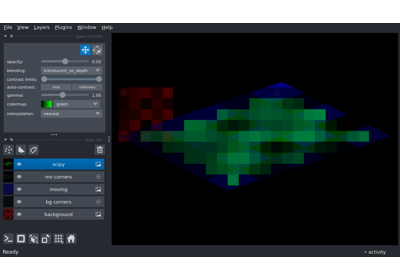 File View Layers Plugins Window Help
opacity: 0.50
blending: translucent_no_depth
contrast limits:
auto-contrast: once continuous
gamma: 1.00
colormap: green
interpolation: nearest
scipy
mv corners
moving
bg corners
background
Ready
activity